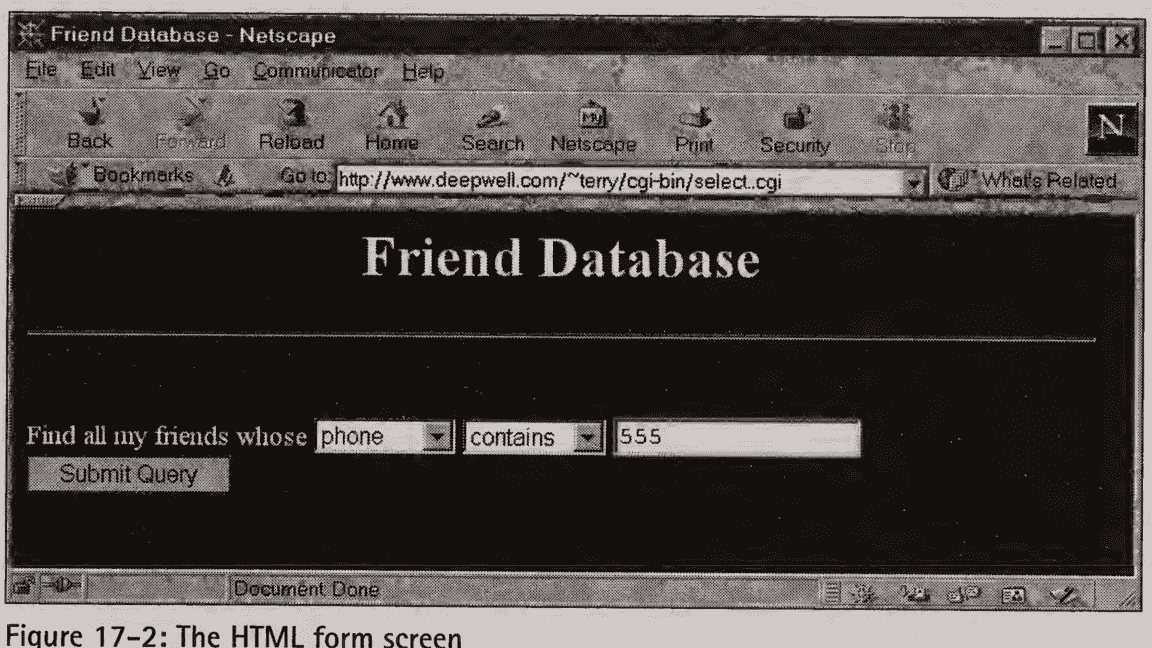 Friend Database - Netscape
File Edit View Go Communicator Help
Back Forward Reload Home Search Netscape Print Security Stop
Bookmarks Go to: http://www.deepwell.com/~terry/cgi-bin/select.cgi What's Related
Friend Database
Find all my friends whose phone contains 555
Submit Query
Document Done
Figure 17-2: The HTML form screen